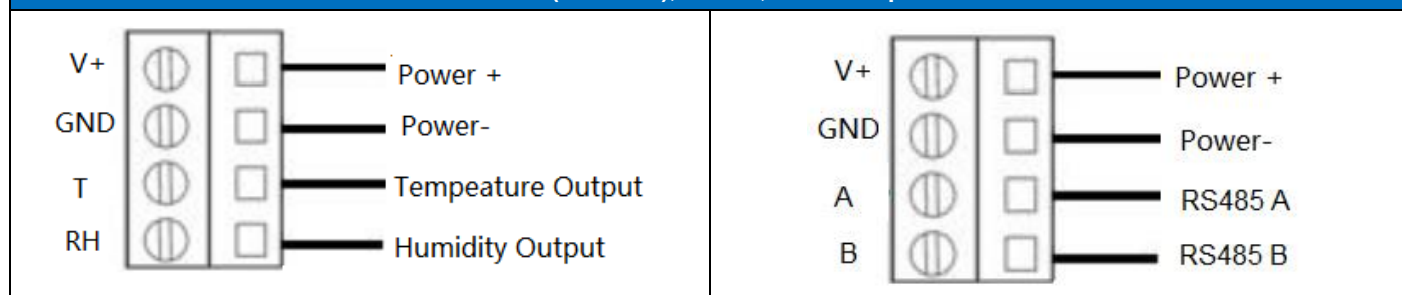 V+ Power +
GND Power-
T Tempeature Output
RH Humidity Output
V+ Power +
GND Power-
A RS485 A
B RS485 B